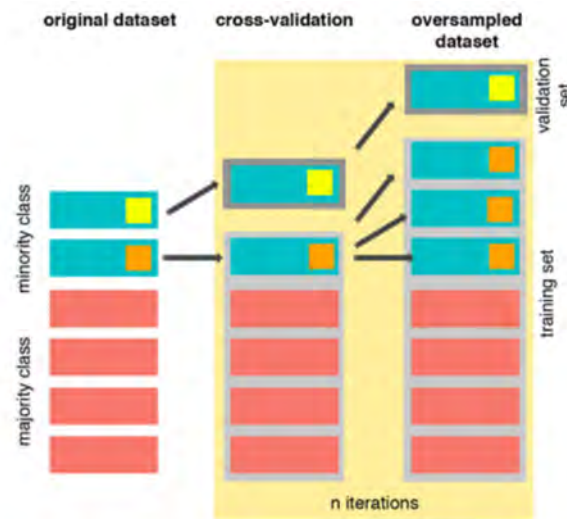 original dataset
cross-validation
oversampled
dataset
validation
set
minority class
training set
majority class
n iterations